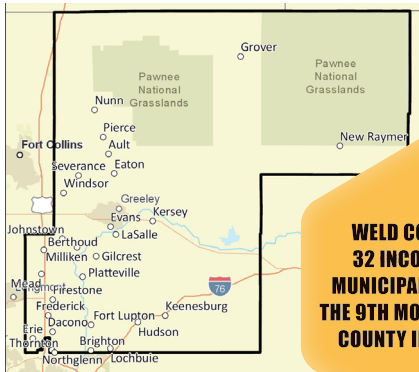 Grover
Pawnee
National
Grasslands
Pawnee
National
Grasslands
Nunn
Pierce
New Raymer
Fort Collins
Ault
Severance
Eaton
Windsor
Greeley
Evans
Kersey
Johnstown
LaSalle
Berthoud
Milliken
Gilcrest
Platteville
Mead
Longmont
Firestone
76
Frederick
Fort Lupton
Keenesburg
Dacono
Erie
Hudson
Thornton
Brighton
Northglenn
Lochbuie
WELD CO
32 INCO
MUNICIPA
THE 9TH MO
COUNTY I